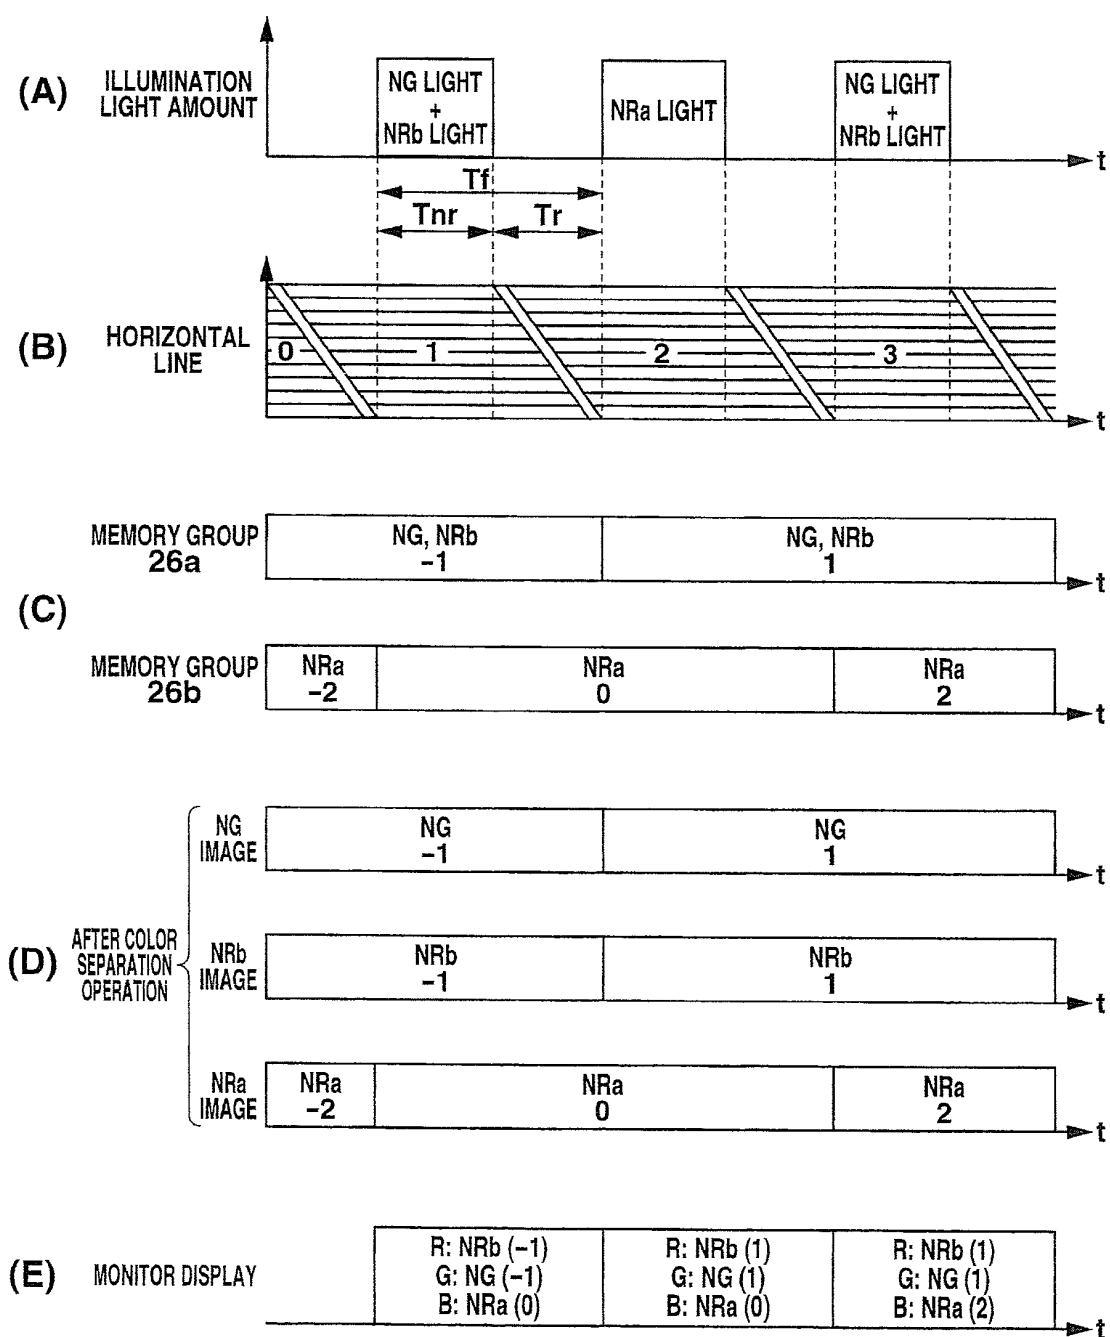 (A)
ILLUMINATION
LIGHT AMOUNT
NG LIGHT
+
NRb LIGHT
NRa LIGHT
NG LIGHT
+
NRb LIGHT
t
Tf
Tnr
Tr
(B)
HORIZONTAL
LINE
0
1
2
3
t
(C)
MEMORY GROUP
26a
NG, NRb
-1
NG, NRb
1
t
MEMORY GROUP
26b
NRa
-2
NRa
0
NRa
2
t
(D)
AFTER COLOR
SEPARATION
OPERATION
NG
IMAGE
NG
-1
NG
1
t
NRb
IMAGE
NRb
-1
NRb
1
t
NRa
IMAGE
NRa
-2
NRa
0
NRa
2
t
(E)
MONITOR DISPLAY
R: NRb (-1)
G: NG (-1)
B: NRa (0)
R: NRb (1)
G: NG (1)
B: NRa (0)
R: NRb (1)
G: NG (1)
B: NRa (2)
t